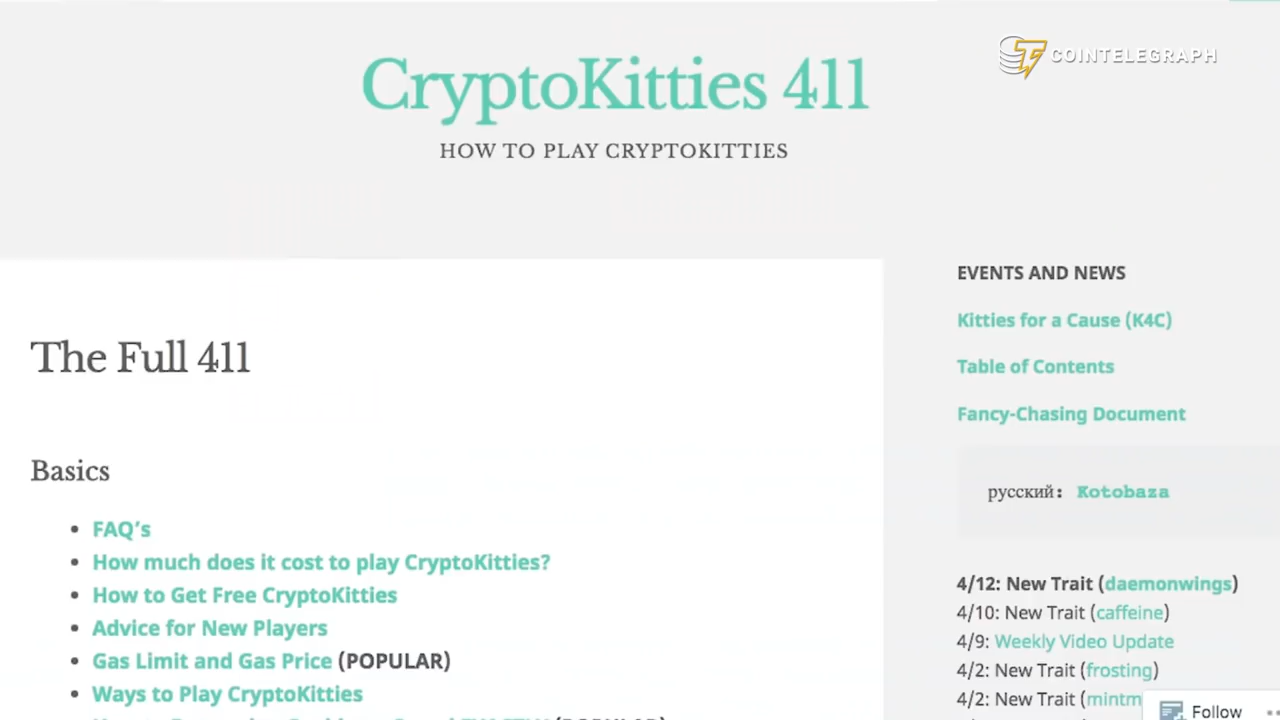 COINTELEGRAPH
CryptoKitties 411
HOW TO PLAY CRYPTOKITTIES
The Full 411
Basics
FAQ's
How much does it cost to play CryptoKitties?
How to Get Free CryptoKitties
Advice for New Players
Gas Limit and Gas Price (POPULAR)
Ways to Play CryptoKitties
EVENTS AND NEWS
Kitties for a Cause (K4C)
Table of Contents
Fancy-Chasing Document
русский: Kotobaza
4/12: New Trait (daemonwings)
4/10: New Trait (caffeine)
4/9: Weekly Video Update
4/2: New Trait (frosting)
4/2: New Trait (mintm
Follow